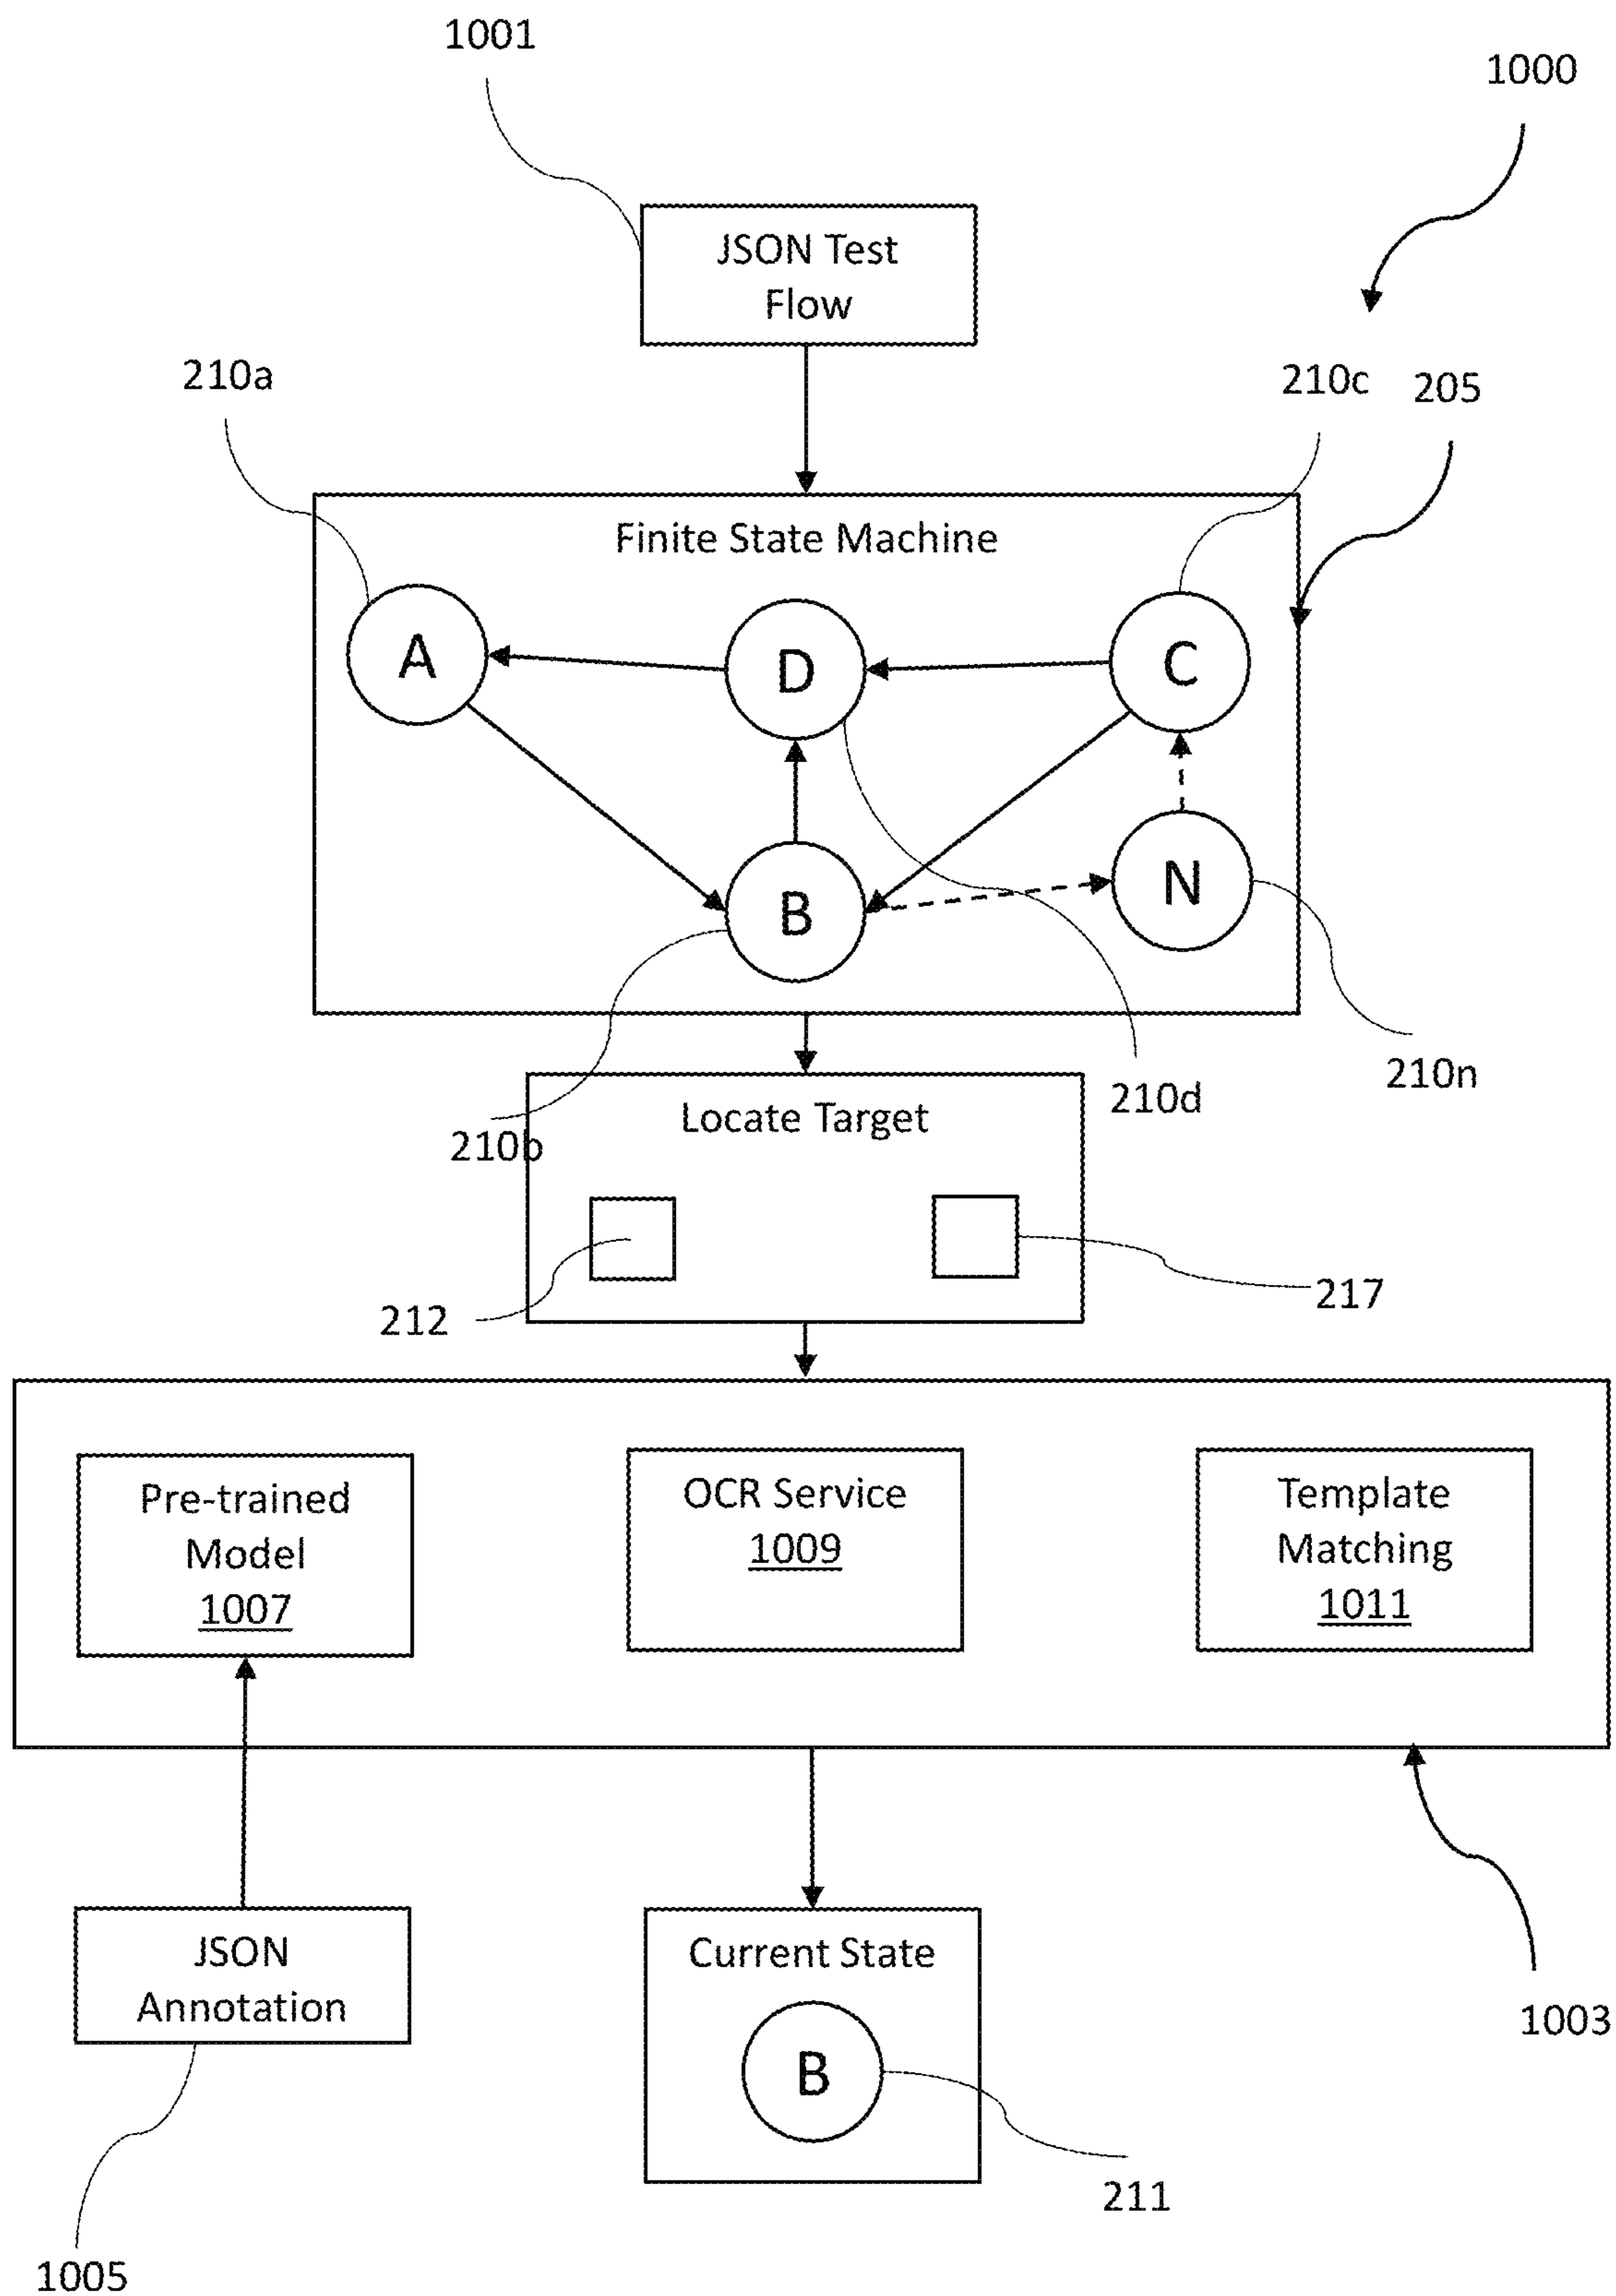 1001
1000
JSON Test
Flow
210a
210c
205
Finite State Machine
A
D
C
B
N
210n
210d
210b
Locate Target
212
217
Pre-trained
Model
1007
OCR Service
1009
Template
Matching
1011
JSON
Annotation
Current State
B
1003
211
1005